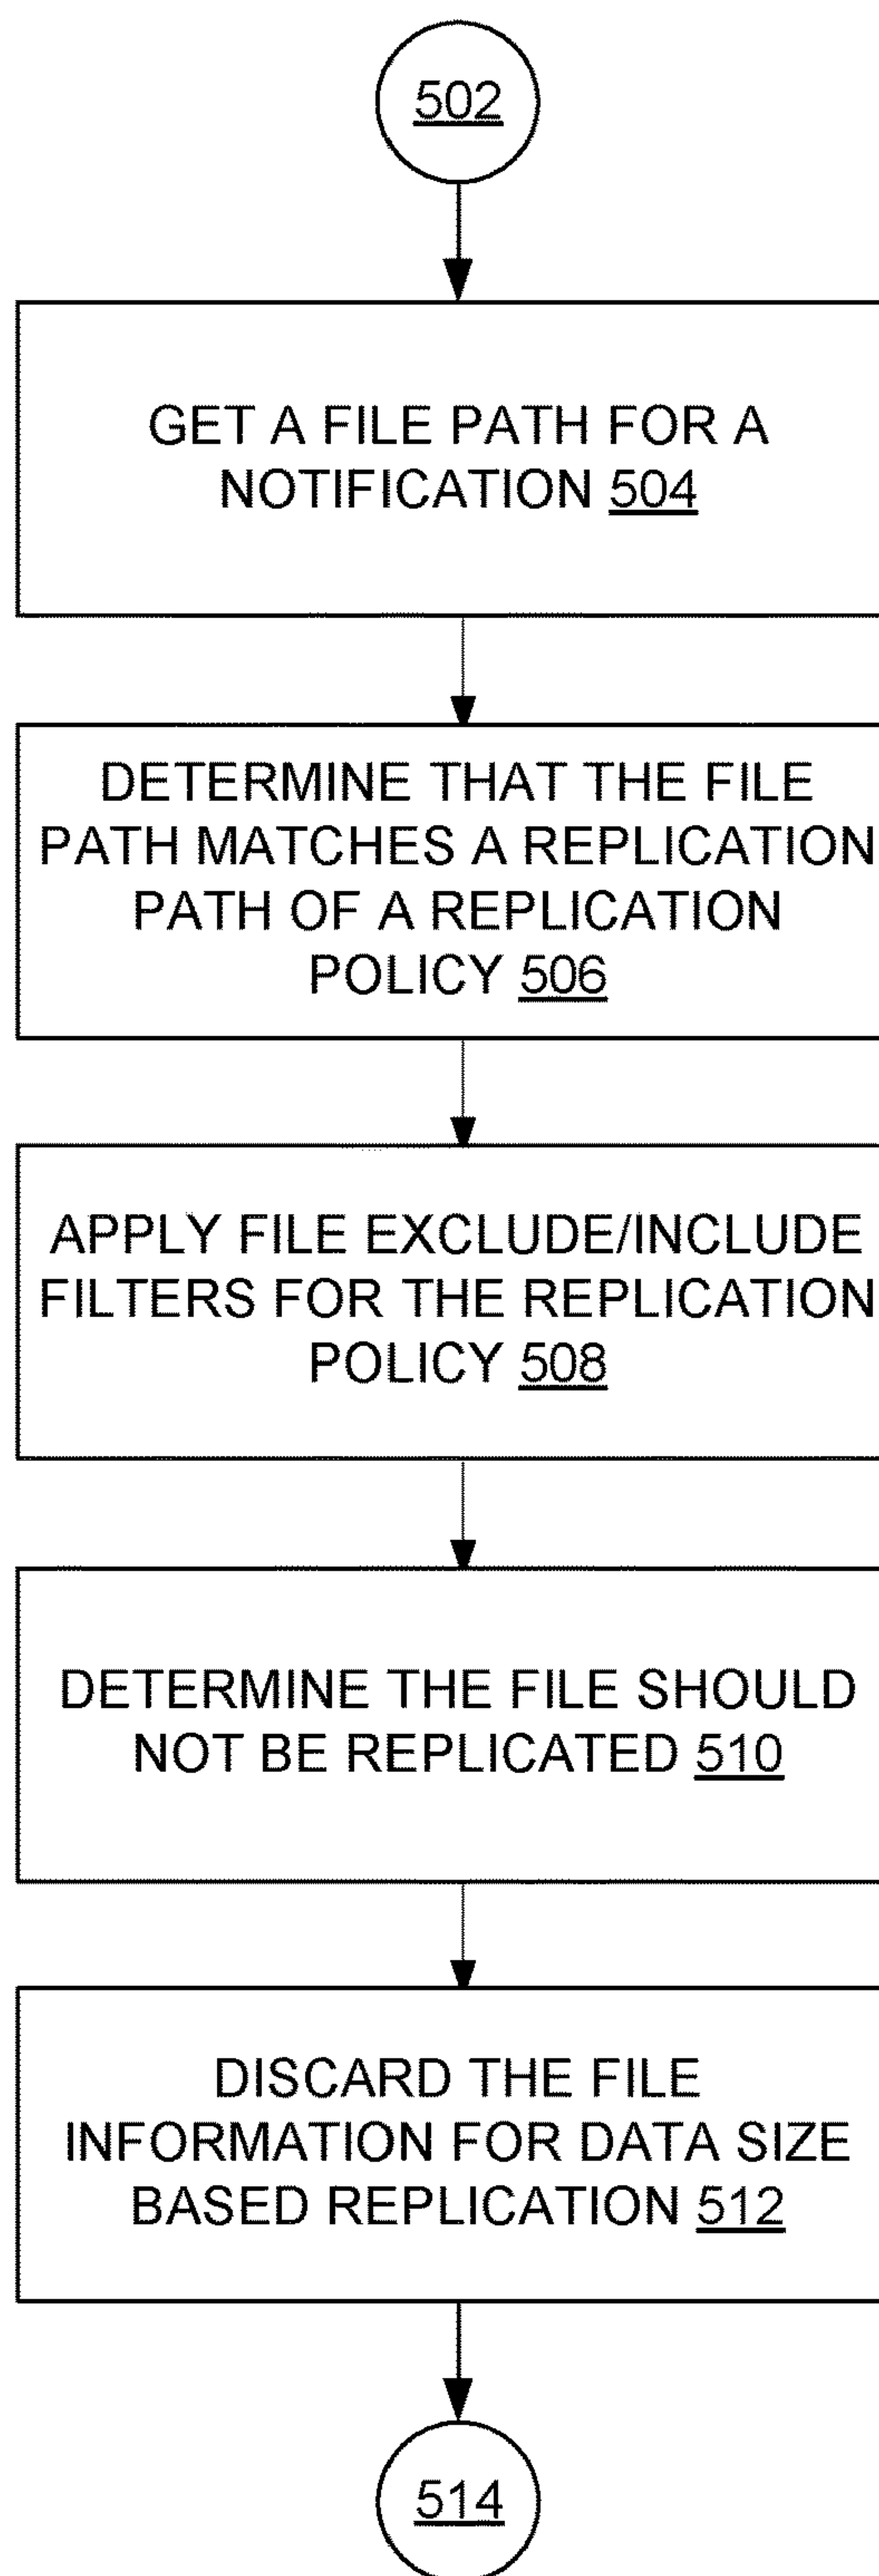 502
GET A FILE PATH FOR A
NOTIFICATION 504
DETERMINE THAT THE FILE
PATH MATCHES A REPLICATION
PATH OF A REPLICATION
POLICY 506
APPLY FILE EXCLUDE/INCLUDE
FILTERS FOR THE REPLICATION
POLICY 508
DETERMINE THE FILE SHOULD
NOT BE REPLICATED 510
DISCARD THE FILE
INFORMATION FOR DATA SIZE
BASED REPLICATION 512
514